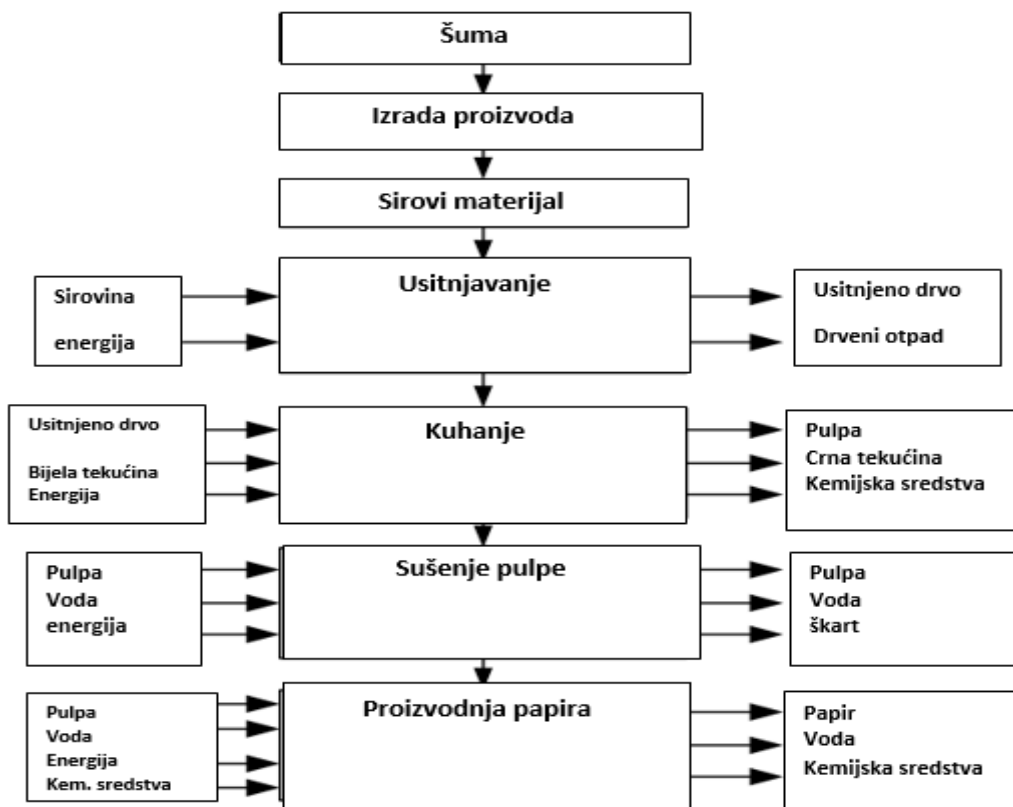 Šuma
Izrada proizvoda
Sirovi materijal
Sirovina
energija
Usitnjavanje
Usitnjeno drvo
Drveni otpad
Usitnjeno drvo
Bijela tekućina
Energija
Kuhanje
Pulpa
Crna tekućina
Kemijska sredstva
Pulpa
Voda
energija
Sušenje pulpe
Pulpa
Voda
škart
Pulpa
Voda
Energija
Kem. sredstva
Proizvodnja papira
Papir
Voda
Kemijska sredstva